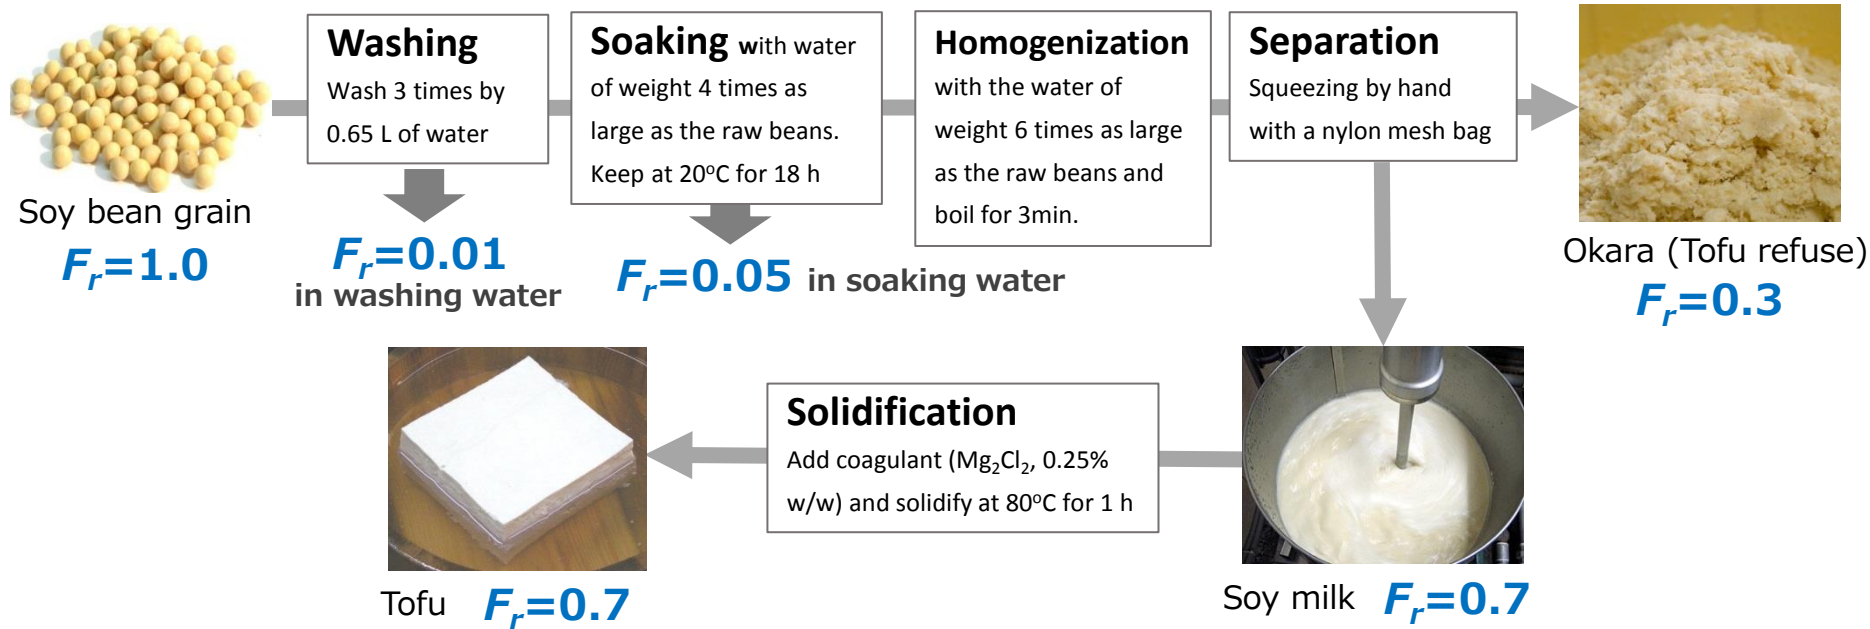 Soy bean grain
Fr=1.0
Washing
Wash 3 times by
0.65 L of water
Fr=0.01
in washing water
Soaking with water
of weight 4 times as
large as the raw beans.
Keep at 20°C for 18 h
Fr=0.05 in soaking water
Homogenization
with the water of
weight 6 times as large
as the raw beans and
boil for 3min.
Separation
Squeezing by hand
with a nylon mesh bag
Okara (Tofu refuse)
Fr=0.3
Soy milk Fr=0.7
Solidification
Add coagulant (Mg2Cl2, 0.25%
w/w) and solidify at 80°C for 1 h
Tofu Fr=0.7